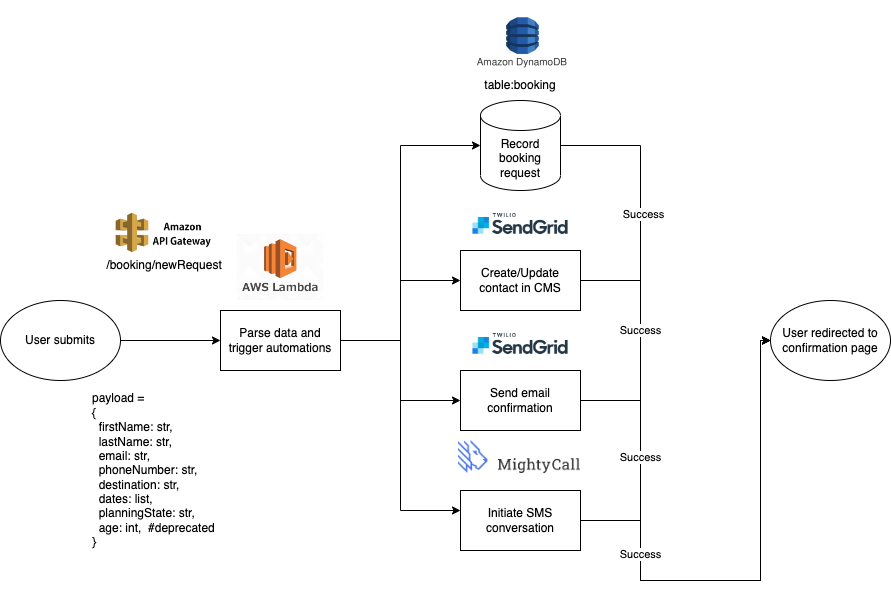 Amazon DynamoDB
table:booking
Record
booking
request
Success
TWILIO
SendGrid
Amazon
API Gateway
/booking/newRequest
AWS Lambda
Create/Update
contact in CMS
User submits
Parse data and
trigger automations
Success
User redirected to
confirmation page
TWILIO
SendGrid
Send email
confirmation
payload =
{
firstName: str,
lastName: str,
email: str,
phoneNumber: str,
destination: str,
dates: list,
planningState: str,
age: int,  #deprecated
}
Success
MightyCall
Initiate SMS
conversation
Success